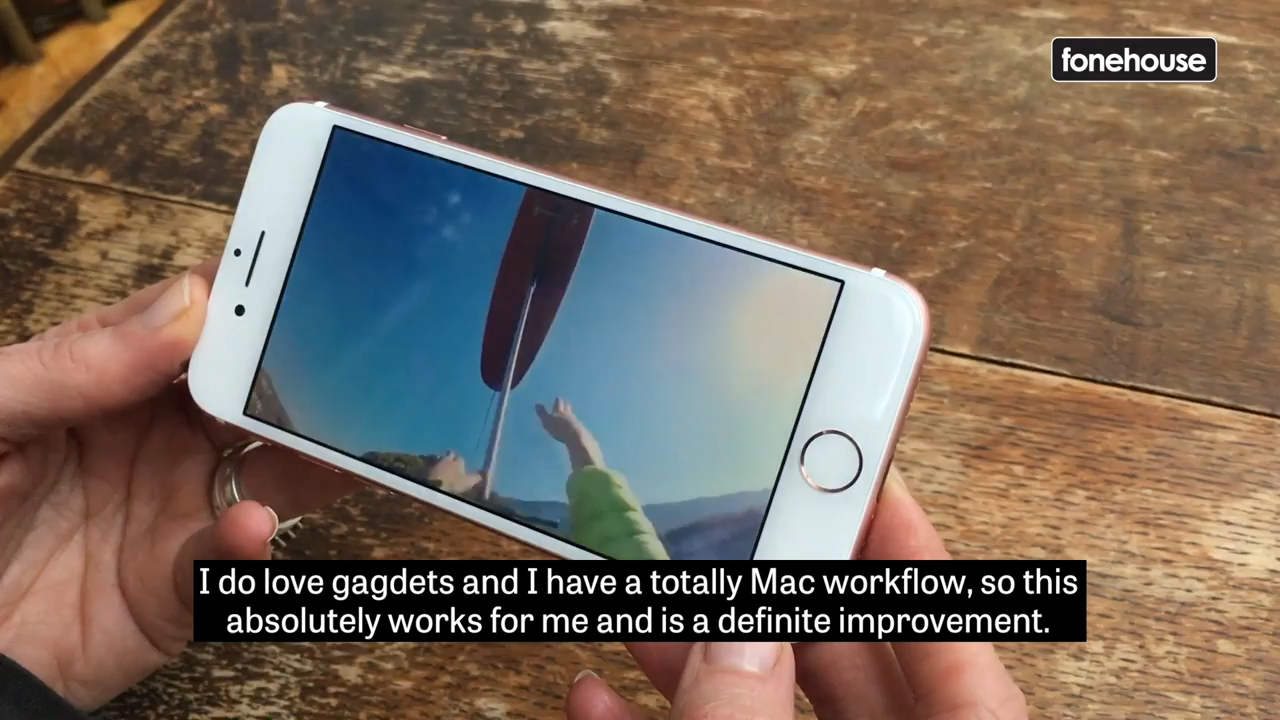 fonehouse
I do love gagdets and I have a totally Mac workflow, so this
absolutely works for me and is a definite improvement.